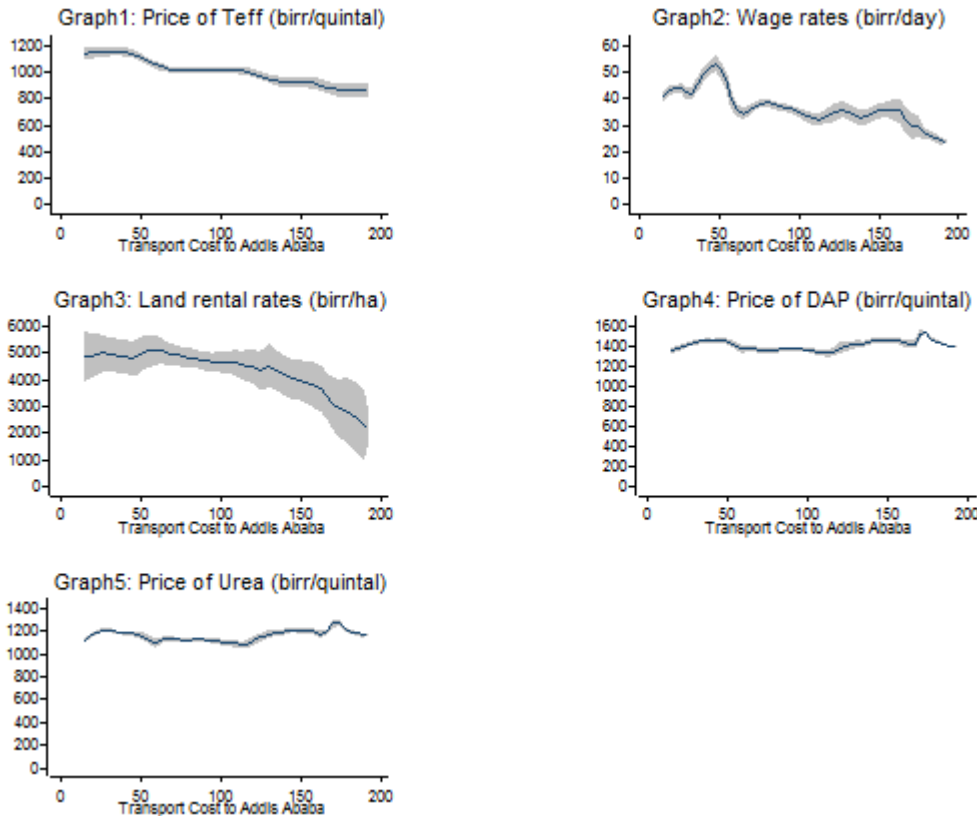 Graph1: Price of Teff (birr/quintal)
1200
1000
800
600
400
200
0
0 50 100 150 200
Transport Cost to Addis Ababa
Graph2: Wage rates (birr/day)
60
50
40
30
20
10
0
0 50 100 150 200
Transport Cost to Addis Ababa
Graph3: Land rental rates (birr/ha)
6000
5000
4000
3000
2000
1000
0
0 50 100 150 200
Transport Cost to Addis Ababa
Graph4: Price of DAP (birr/quintal)
1600
1400
1200
1000
800
600
400
200
0
0 50 100 150 200
Transport Cost to Addis Ababa
Graph5: Price of Urea (birr/quintal)
1400
1200
1000
800
600
400
200
0
0 50 100 150 200
Transport Cost to Addis Ababa